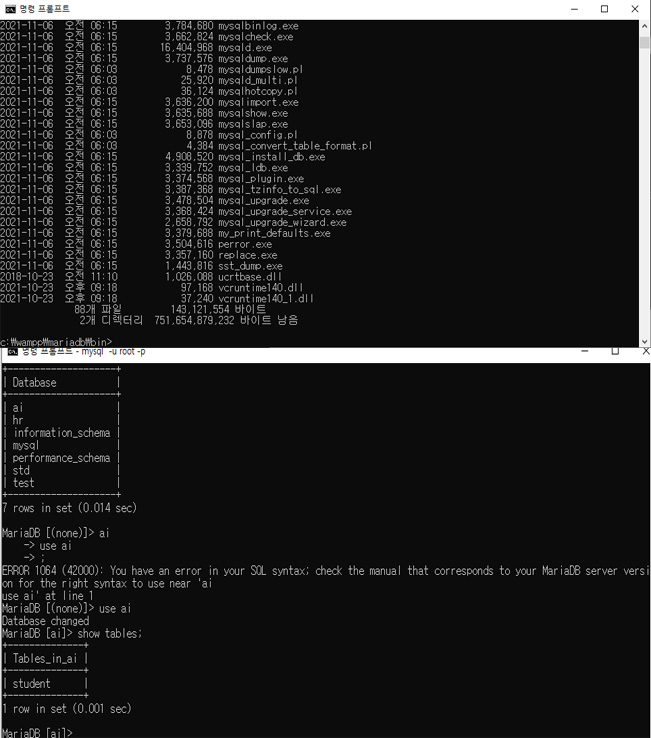 명령 프롬프트
2021-11-06 오전 06:15 3,784,680 mysqlbinlog.exe
2021-11-06 오전 06:15 3,662,824 mysqlcheck.exe
2021-11-06 오전 06:15 16,404,968 mysqld.exe
2021-11-06 오전 06:15 3,737,576 mysqldump.exe
2021-11-06 오전 06:03 8,478 mysqldumpslow.pl
2021-11-06 오전 06:03 25,920 mysqld_multi.pl
2021-11-06 오전 06:03 36,124 mysqlhotcopy.pl
2021-11-06 오전 06:15 3,636,200 mysqlimport.exe
2021-11-06 오전 06:15 3,635,688 mysqlshow.exe
2021-11-06 오전 06:15 3,653,096 mysqlslap.exe
2021-11-06 오전 06:03 8,878 mysql_config.pl
2021-11-06 오전 06:03 4,384 mysql_convert_table_format.pl
2021-11-06 오전 06:15 4,908,520 mysql_install_db.exe
2021-11-06 오전 06:15 3,339,752 mysql_ldb.exe
2021-11-06 오전 06:15 3,374,568 mysql_plugin.exe
2021-11-06 오전 06:15 3,387,368 mysql_tzinfo_to_sql.exe
2021-11-06 오전 06:15 3,478,504 mysql_upgrade.exe
2021-11-06 오전 06:15 3,368,424 mysql_upgrade_service.exe
2021-11-06 오전 06:15 2,658,792 mysql_upgrade_wizard.exe
2021-11-06 오전 06:15 3,379,688 my_print_defaults.exe
2021-11-06 오전 06:15 3,504,616 perror.exe
2021-11-06 오전 06:15 3,357,160 replace.exe
2021-11-06 오전 06:15 1,443,816 sst_dump.exe
2018-10-23 오전 11:10 1,026,088 ucrtbase.dll
2021-10-23 오후 09:18 97,168 vcruntime140.dll
2021-10-23 오후 09:18 37,240 vcruntime140_1.dll
88개 파일 143,121,554 바이트
2개 디렉터리 751,654,879,232 바이트 남음
c:\wampp\mariadb\bin>
명령 프롬프트 - mysql -u root -p
+--------------------+
| Database |
+--------------------+
| ai |
| hr |
| information_schema |
| mysql |
| performance_schema |
| std |
| test |
+--------------------+
7 rows in set (0.014 sec)
MariaDB [(none)]> ai
-> use ai
-> ;
ERROR 1064 (42000): You have an error in your SQL syntax; check the manual that corresponds to your MariaDB server versi
on for the right syntax to use near 'ai
use ai' at line 1
MariaDB [(none)]> use ai
Database changed
MariaDB [ai]> show tables;
+--------------+
| Tables_in_ai |
+--------------+
| student |
+--------------+
1 row in set (0.001 sec)
MariaDB [ai]>